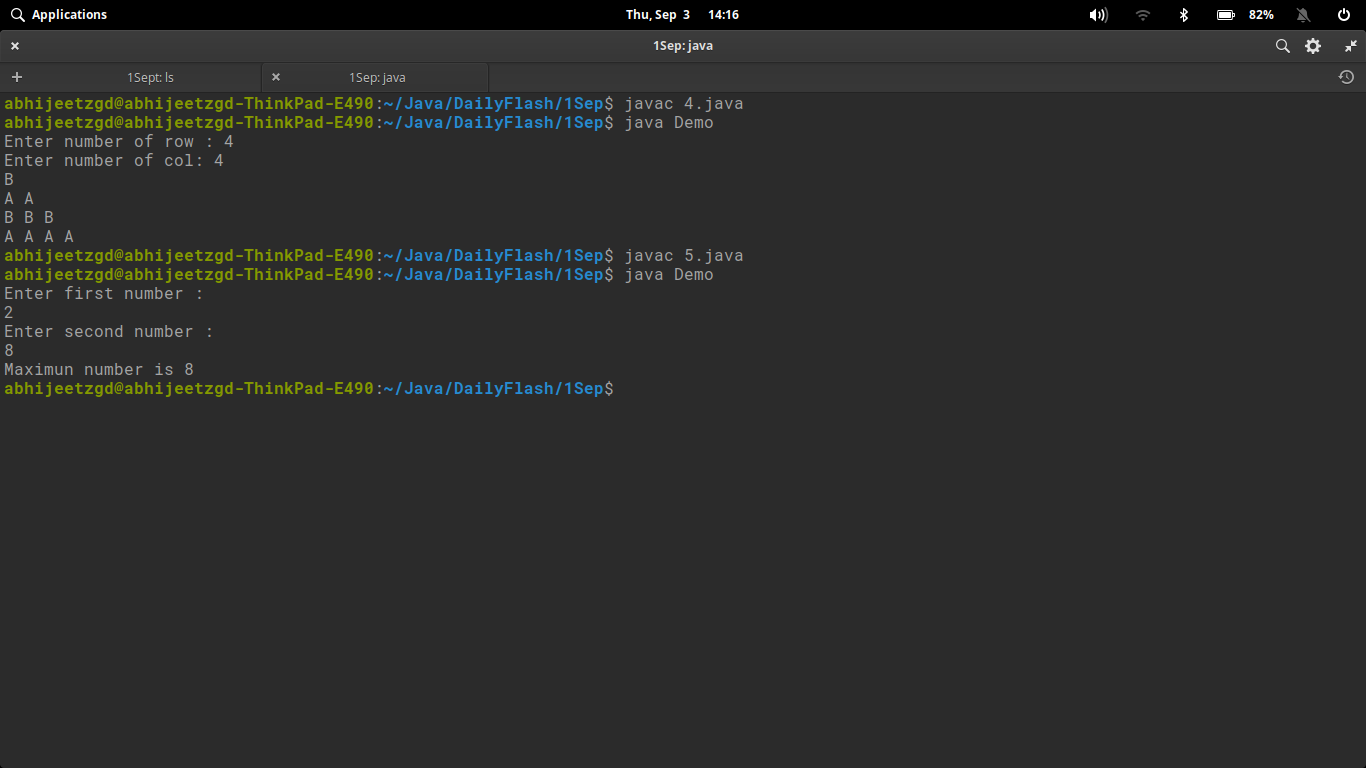 Applications Thu, Sep 3 14:16 82%
1Sep: java
1Sept: ls 1Sep: java
abhijeetzgd@abhijeetzgd-ThinkPad-E490:~/Java/DailyFlash/1Sep$ javac 4.java
abhijeetzgd@abhijeetzgd-ThinkPad-E490:~/Java/DailyFlash/1Sep$ java Demo
Enter number of row : 4
Enter number of col: 4
B
A A
B B B
A A A A
abhijeetzgd@abhijeetzgd-ThinkPad-E490:~/Java/DailyFlash/1Sep$ javac 5.java
abhijeetzgd@abhijeetzgd-ThinkPad-E490:~/Java/DailyFlash/1Sep$ java Demo
Enter first number :
2
Enter second number :
8
Maximun number is 8
abhijeetzgd@abhijeetzgd-ThinkPad-E490:~/Java/DailyFlash/1Sep$